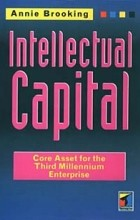 Annie Brooking
Intellectual
Capital
Core Asset for the
Third Millennium
Enterprise